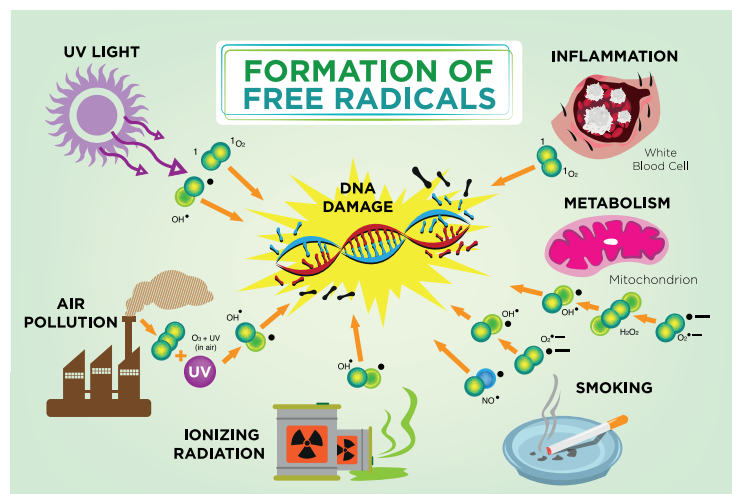 UV LIGHT
FORMATION OF
FREE RADICALS
INFLAMMATION
1
¹O₂
OH•
DNA
DAMAGE
1
¹O₂
White
Blood Cell
METABOLISM
Mitochondrion
OH•
H₂O₂
O₂•−
AIR
POLLUTION
O₃ + UV
(in air)
+
UV
OH•
OH•
OH•
O₂•−
NO•
IONIZING
RADIATION
SMOKING